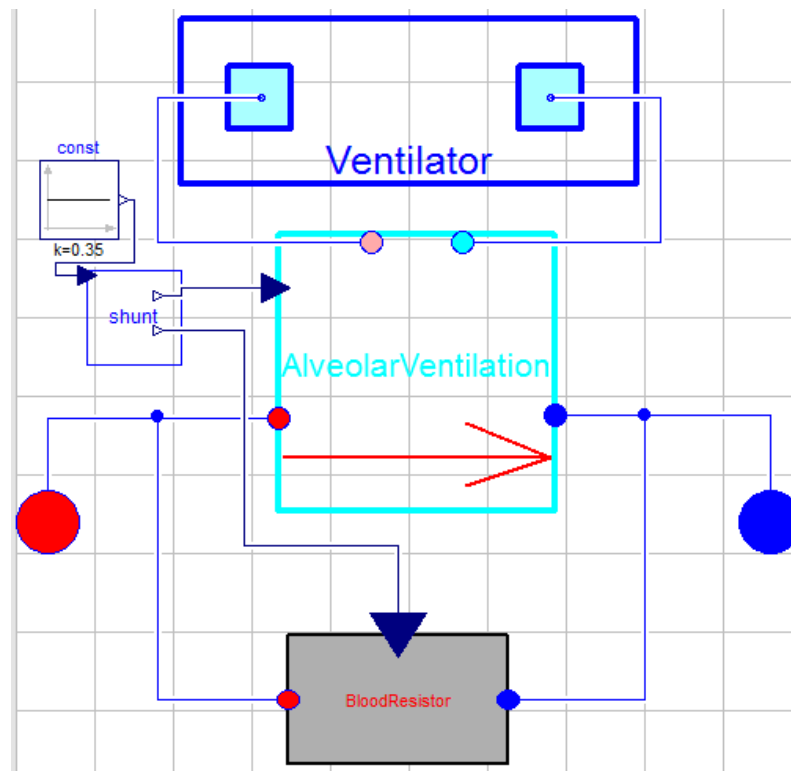 Ventilator
const
k=0.35
shunt
AlveolarVentilation
BloodResistor